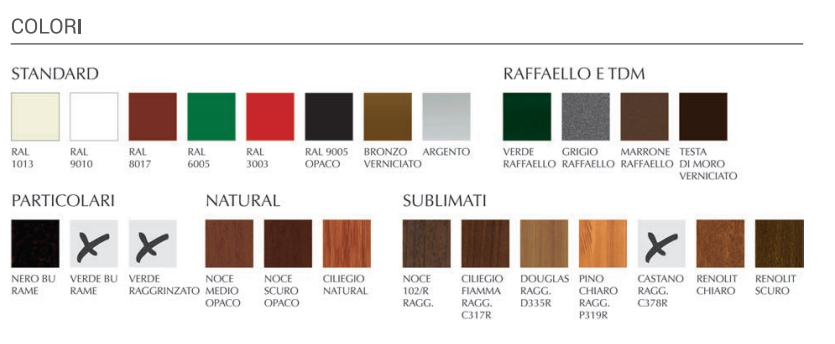 COLORI
STANDARD
RAL
1013
RAL
9010
RAL
8017
RAL
6005
RAL
3003
RAL 9005
OPACO
BRONZO
VERNICIATO
ARGENTO
RAFFAELLO E TDM
VERDE
RAFFAELLO
GRIGIO
RAFFAELLO
MARRONE
RAFFAELLO
TESTA
DI MORO
VERNICIATO
PARTICOLARI
NERO BU
RAME
VERDE BU
RAME
VERDE
RAGGRINZATO
NATURAL
NOCE
MEDIO
OPACO
NOCE
SCURO
OPACO
CILIEGIO
NATURAL
SUBLIMATI
NOCE
102/R
RAGG.
CILIEGIO
FIAMMA
RAGG.
C317R
DOUGLAS
RAGG.
D335R
PINO
CHIARO
RAGG.
P319R
CASTANO
RAGG.
C378R
RENOLIT
CHIARO
RENOLIT
SCURO